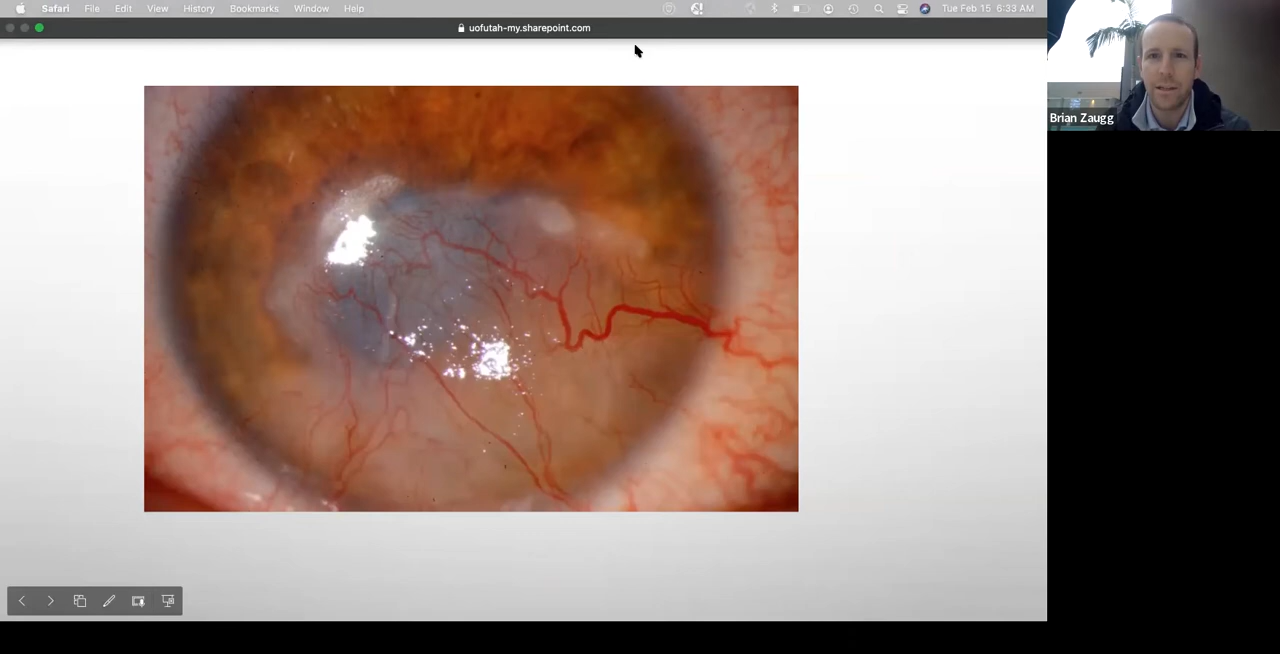 Safari File Edit View History Bookmarks Window Help Tue Feb 15 6:33 AM
uofutah-my.sharepoint.com
Brian Zaugg